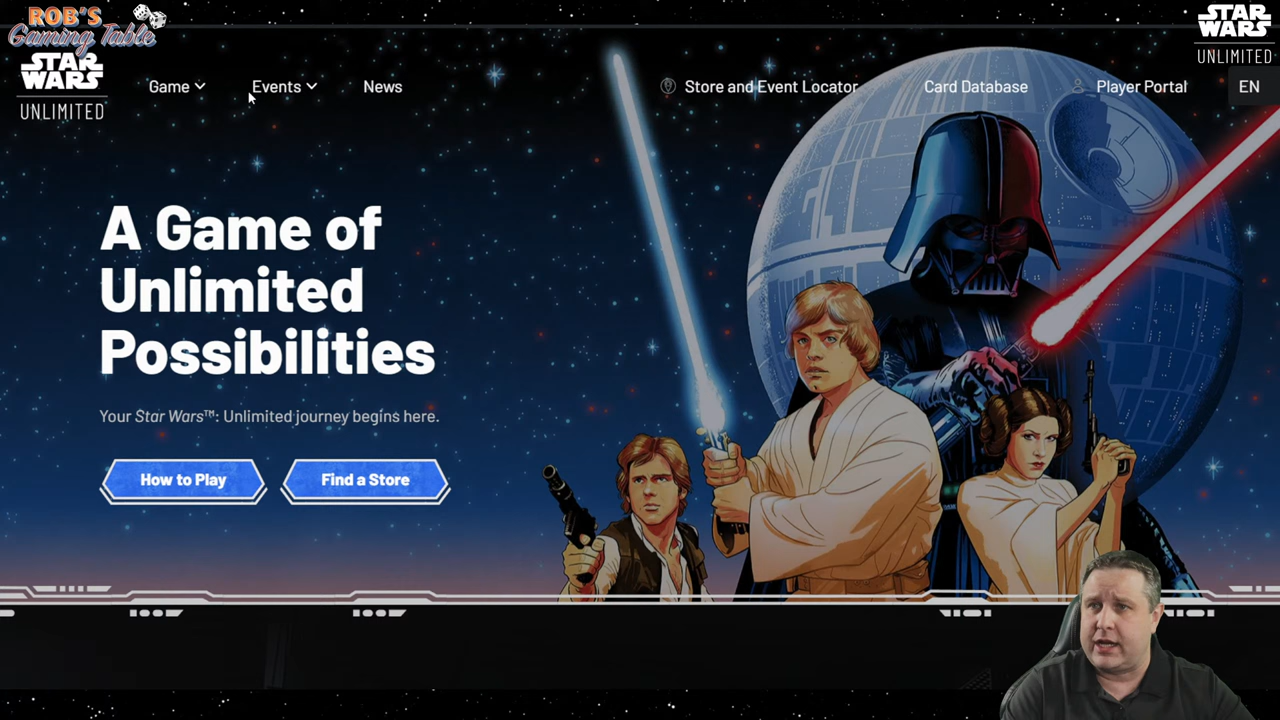 ROB'S
Gaming Table
STAR
WARS
UNLIMITED
STAR
WARS
UNLIMITED
Game
Events
News
Store and Event Locator
Card Database
Player Portal
EN
A Game of
Unlimited
Possibilities
Your Star Wars™: Unlimited journey begins here.
How to Play
Find a Store